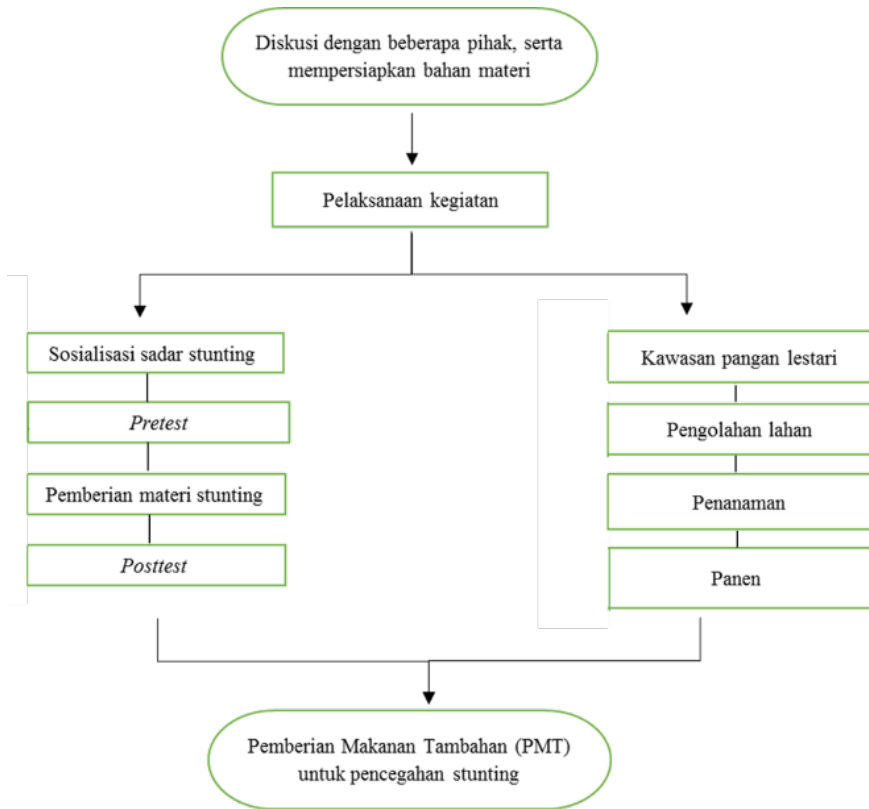 Diskusi dengan beberapa pihak, serta
mempersiapkan bahan materi
Pelaksanaan kegiatan
Sosialisasi sadar stunting
Pretest
Pemberian materi stunting
Posttest
Kawasan pangan lestari
Pengolahan lahan
Penanaman
Panen
Pemberian Makanan Tambahan (PMT)
untuk pencegahan stunting